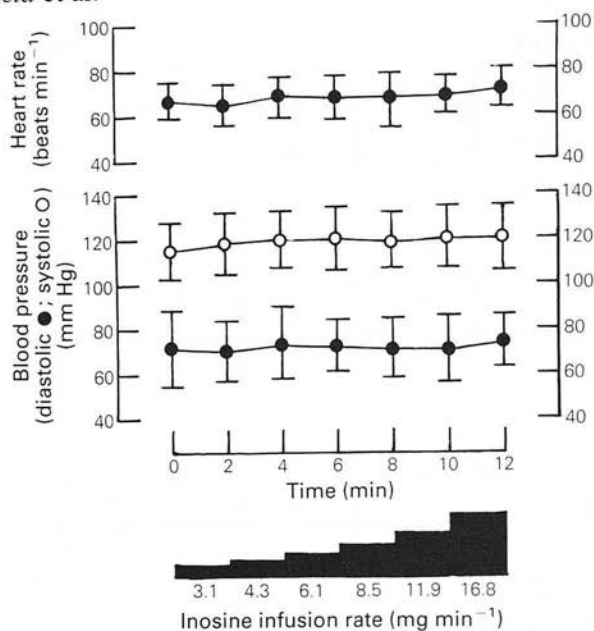 et al.
100
80
60
40
Heart rate
(beats min⁻¹)
100
80
60
40
140
120
100
80
60
40
Blood pressure
(diastolic ●; systolic O)
(mm Hg)
140
120
100
80
60
40
0 2 4 6 8 10 12
Time (min)
3.1 4.3 6.1 8.5 11.9 16.8
Inosine infusion rate (mg min⁻¹)